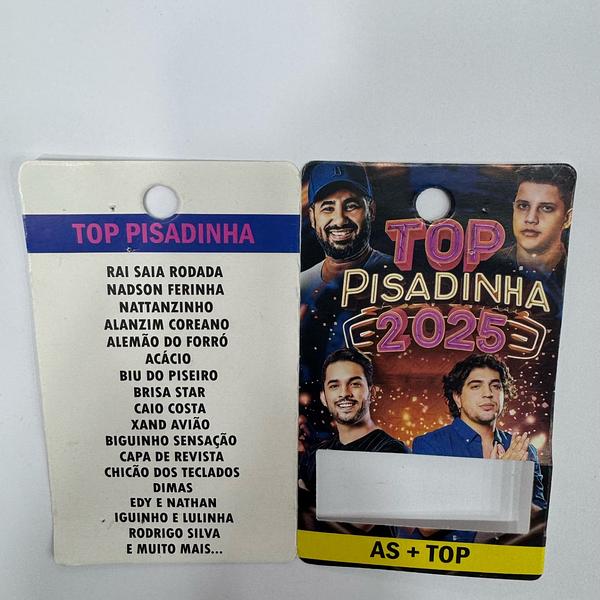 TOP PISADINHA
RAI SAIA RODADA
NADSON FERINHA
NATTANZINHO
ALANZIM COREANO
ALEMÃO DO FORRÓ
ACÁCIO
BIU DO PISEIRO
BRISA STAR
CAIO COSTA
XAND AVIÃO
BIGUINHO SENSAÇÃO
CAPA DE REVISTA
CHICÃO DOS TECLADOS
DIMAS
EDY E NATHAN
IGUINHO E LULINHA
RODRIGO SILVA
E MUITO MAIS...
TOP
PISADINHA
2025
AS + TOP